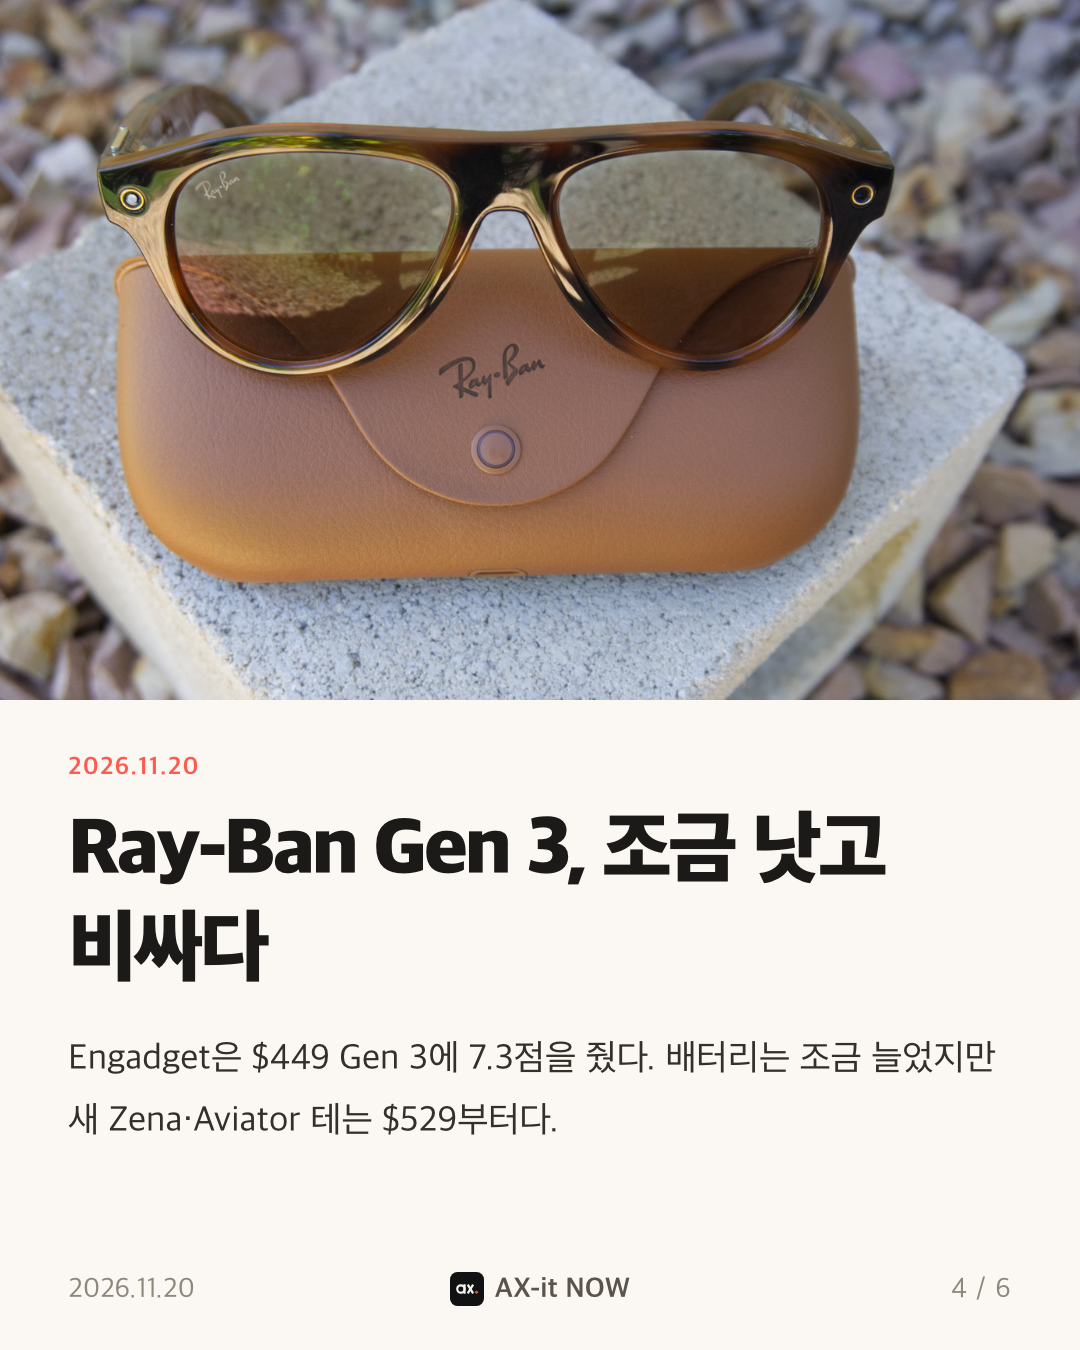 Ray-Ban
Ray-Ban
2026.11.20
Ray-Ban Gen 3, 조금 낫고
비싸다
Engadget은 $449 Gen 3에 7.3점을 줬다. 배터리는 조금 늘었지만
새 Zena·Aviator 테는 $529부터다.
2026.11.20
ax.
AX-it NOW
4 / 6